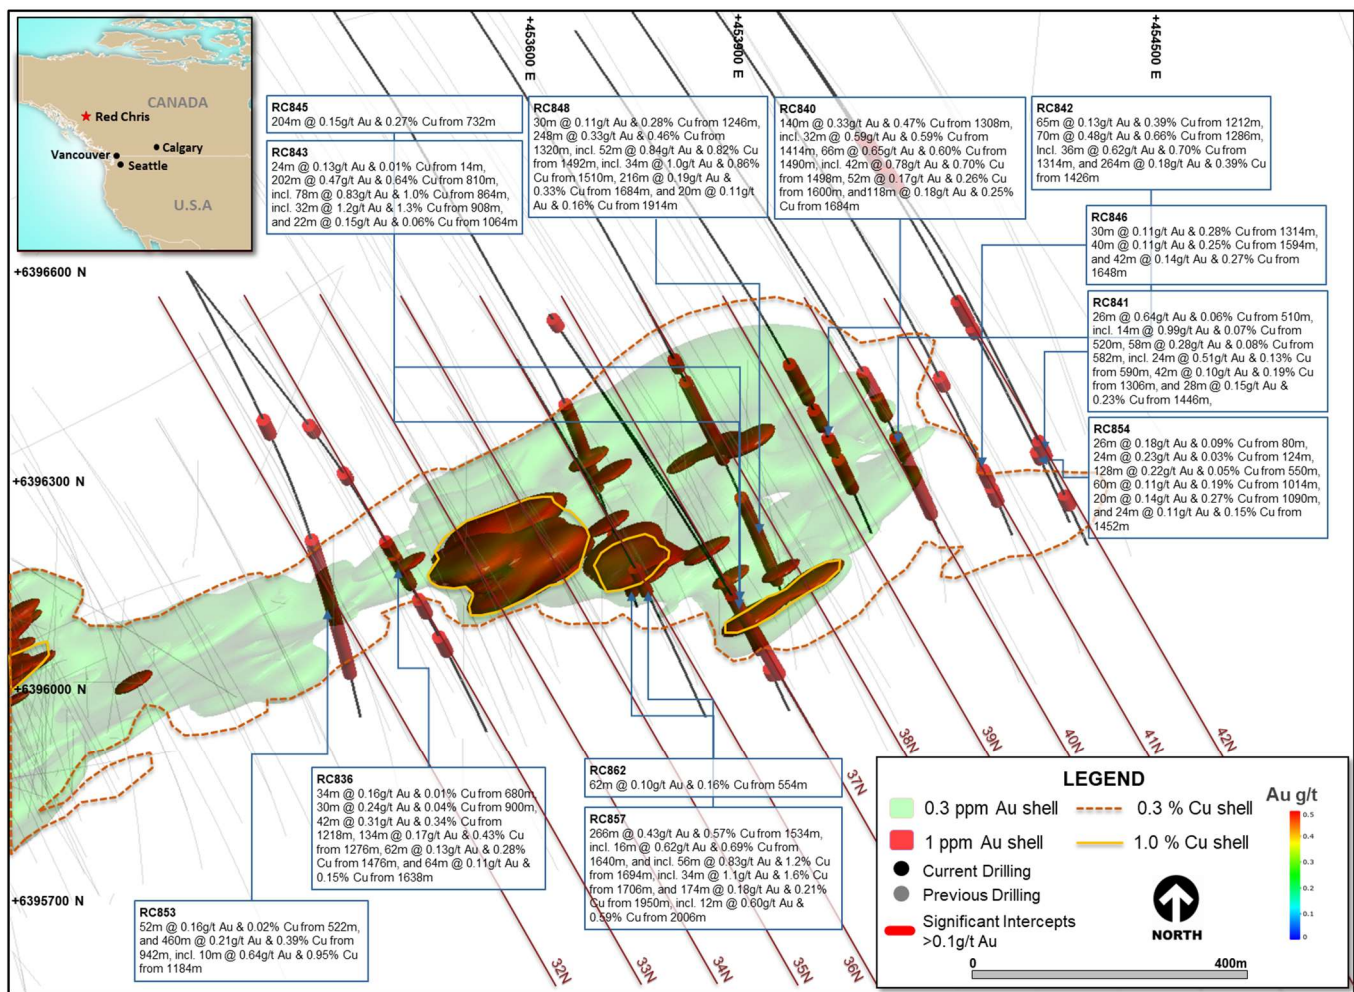 CANADA
Red Chris
Vancouver
Calgary
Seattle
U.S.A
+453600 E
+453900 E
+454500 E
+6396600 N
+6396300 N
+6396000 N
+6395700 N
RC845
204m @ 0.15g/t Au & 0.27% Cu from 732m
RC843
24m @ 0.13g/t Au & 0.01% Cu from 14m,
202m @ 0.47g/t Au & 0.64% Cu from 810m,
incl. 78m @ 0.83g/t Au & 1.0% Cu from 864m,
incl. 32m @ 1.2g/t Au & 1.3% Cu from 908m,
and 22m @ 0.15g/t Au & 0.06% Cu from 1064m
RC848
30m @ 0.11g/t Au & 0.28% Cu from 1246m,
248m @ 0.33g/t Au & 0.46% Cu from
1320m, incl. 52m @ 0.84g/t Au & 0.82% Cu
from 1492m, incl. 34m @ 1.0g/t Au & 0.86%
Cu from 1510m, 216m @ 0.19g/t Au &
0.33% Cu from 1684m, and 20m @ 0.11g/t
Au & 0.16% Cu from 1914m
RC840
140m @ 0.33g/t Au & 0.47% Cu from 1308m,
incl. 32m @ 0.59g/t Au & 0.59% Cu from
1414m, 66m @ 0.65g/t Au & 0.60% Cu from
1490m, incl. 42m @ 0.78g/t Au & 0.70% Cu
from 1498m, 52m @ 0.17g/t Au & 0.26% Cu
from 1600m, and118m @ 0.18g/t Au & 0.25%
Cu from 1684m
RC842
65m @ 0.13g/t Au & 0.39% Cu from 1212m,
70m @ 0.48g/t Au & 0.66% Cu from 1286m,
Incl. 36m @ 0.62g/t Au & 0.70% Cu from
1314m, and 264m @ 0.18g/t Au & 0.39% Cu
from 1426m
RC846
30m @ 0.11g/t Au & 0.28% Cu from 1314m,
40m @ 0.11g/t Au & 0.25% Cu from 1594m,
and 42m @ 0.14g/t Au & 0.27% Cu from
1648m
RC841
26m @ 0.64g/t Au & 0.06% Cu from 510m,
incl. 14m @ 0.99g/t Au & 0.07% Cu from
520m, 58m @ 0.28g/t Au & 0.08% Cu from
582m, incl. 24m @ 0.51g/t Au & 0.13% Cu
from 590m, 42m @ 0.10g/t Au & 0.19% Cu
from 1306m, and 28m @ 0.15g/t Au &
0.23% Cu from 1446m,
RC854
26m @ 0.18g/t Au & 0.09% Cu from 80m,
24m @ 0.23g/t Au & 0.03% Cu from 124m,
128m @ 0.22g/t Au & 0.05% Cu from 550m,
60m @ 0.11g/t Au & 0.19% Cu from 1014m,
20m @ 0.14g/t Au & 0.27% Cu from 1090m,
and 24m @ 0.11g/t Au & 0.15% Cu from
1452m
RC836
34m @ 0.16g/t Au & 0.01% Cu from 680m,
30m @ 0.24g/t Au & 0.04% Cu from 900m,
42m @ 0.31g/t Au & 0.34% Cu from
1218m, 134m @ 0.17g/t Au & 0.43% Cu
from 1276m, 62m @ 0.13g/t Au & 0.28%
Cu from 1476m, and 64m @ 0.11g/t Au &
0.15% Cu from 1638m
RC862
62m @ 0.10g/t Au & 0.16% Cu from 554m
RC857
266m @ 0.43g/t Au & 0.57% Cu from 1534m,
incl. 16m @ 0.62g/t Au & 0.69% Cu from
1640m, and incl. 56m @ 0.83g/t Au & 1.2% Cu
from 1694m, incl. 34m @ 1.1g/t Au & 1.6% Cu
from 1706m, and 174m @ 0.18g/t Au & 0.21%
Cu from 1950m, incl. 12m @ 0.60g/t Au &
0.59% Cu from 2006m
RC853
52m @ 0.16g/t Au & 0.02% Cu from 522m,
and 460m @ 0.21g/t Au & 0.39% Cu from
942m, incl. 10m @ 0.64g/t Au & 0.95% Cu
from 1184m
32N
33N
34N
35N
36N
37N
38N
39N
40N
41N
42N
LEGEND
0.3 ppm Au shell
0.3 % Cu shell
1 ppm Au shell
1.0 % Cu shell
Current Drilling
Previous Drilling
Significant Intercepts
>0.1g/t Au
Au g/t
0.5
0.4
0.3
0.2
0.1
0
NORTH
0
400m